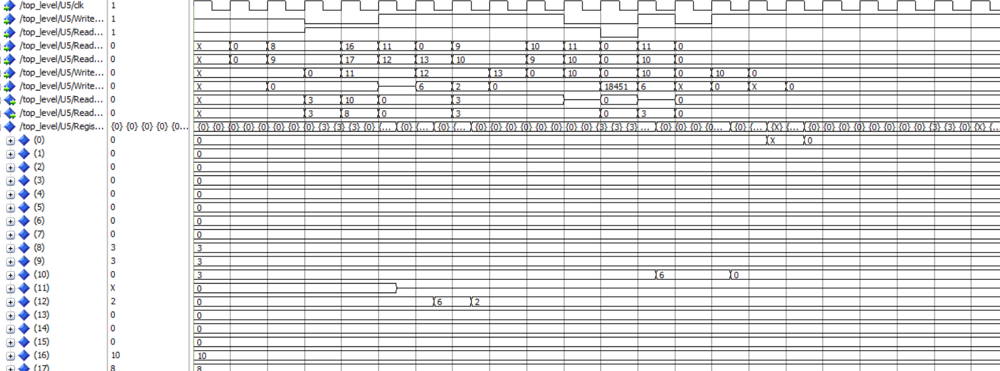 /top_level/U5/clk 1
/top_level/U5/Write... 1
/top_level/U5/Read... 1
/top_level/U5/Read... 0 X 0 8 16 11 0 9 10 11 0 11 0
/top_level/U5/Read... 0 X 0 9 17 12 13 10 9 10 0 10 0
/top_level/U5/Write... 0 X 0 11 12 13 0 10 0 10 0 10 0
/top_level/U5/Write... 0 X 0 6 2 0 18451 6 X 0 X 0
/top_level/U5/Read... 0 X 3 10 0 3 0 0
/top_level/U5/Read... 0 X 3 8 0 3 0 3 0
/top_level/U5/Regis... {0} {0} {0} {0} {0... {0} {0} {0} {0} {0} {0} {0} {0} {3} {3} {3} {0} {... {0} {... {0} {... {0} {0} {0} {0} {0} {0} {0} {0} {3} {3} {3}... ... {0} {0} {0} {0... {0} {... {X} {... {0} {0} {0} {0} {0} {0} {0} {0} {3} {3} {0} {X} {...
(0) 0 0 X 0
(1) 0 0
(2) 0 0
(3) 0 0
(4) 0 0
(5) 0 0
(6) 0 0
(7) 0 0
(8) 3 3
(9) 3 3
(10) 0 3 6 0
(11) X 0
(12) 2 0 6 2
(13) 0 0
(14) 0 0
(15) 0 0
(16) 10 10
(17) 8 8